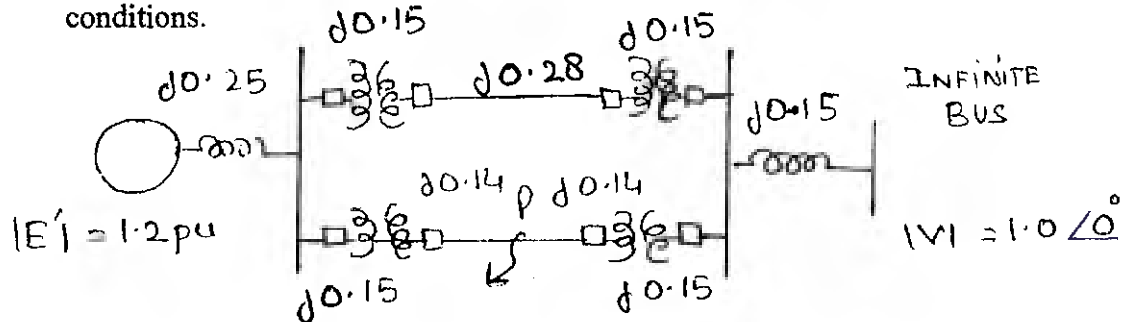 conditions.
j0.15 j0.15
j0.25 j0.28 INFINITE
BUS
j0.15
j0.14 P j0.14
|E'| = 1.2pu |V| = 1.0 ∠0°
j0.15 j0.15